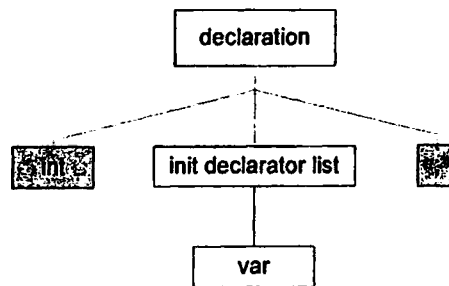 declaration
int
init declarator list
var